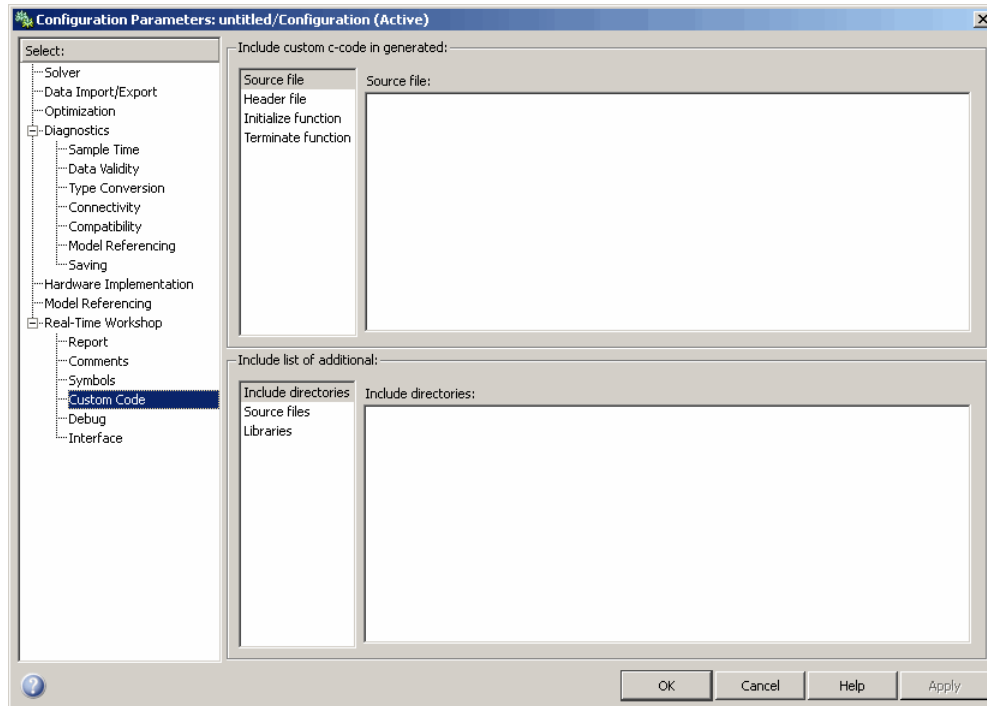 Configuration Parameters: untitled/Configuration (Active)
Select:
Solver
Data Import/Export
Optimization
Diagnostics
Sample Time
Data Validity
Type Conversion
Connectivity
Compatibility
Model Referencing
Saving
Hardware Implementation
Model Referencing
Real-Time Workshop
Report
Comments
Symbols
Custom Code
Debug
Interface
Include custom c-code in generated:
Source file
Header file
Initialize function
Terminate function
Source file:
Include list of additional:
Include directories
Source files
Libraries
Include directories:
OK
Cancel
Help
Apply